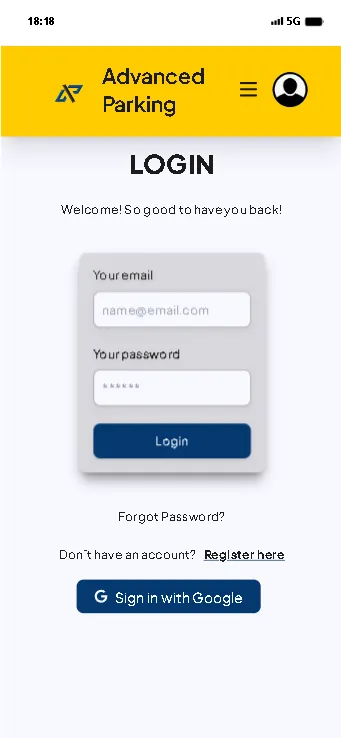 18:18 5G
Advanced
Parking
LOGIN
Welcome! So good to have you back!
Your email
name@email.com
Your password
******
Login
Forgot Password?
Don't have an account? Register here
G Sign in with Google